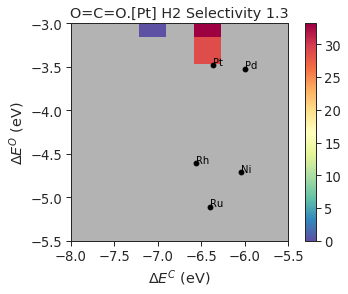 O=C=O.[Pt] H2 Selectivity 1.3
−3.0
−3.5
−4.0
−4.5
−5.0
−5.5
ΔE^O (eV)
Pt
Pd
Rh
Ni
Ru
−8.0 −7.5 −7.0 −6.5 −6.0 −5.5
ΔE^C (eV)
30
25
20
15
10
5
0